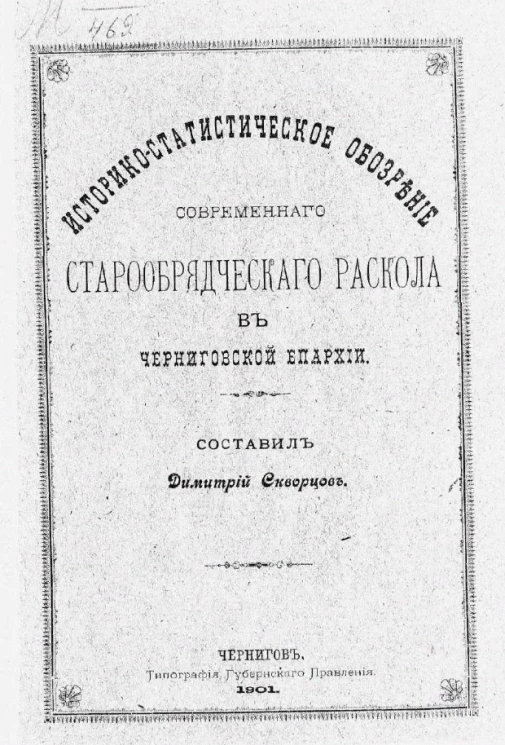 469
ИСТОРИКО-СТАТИСТИЧЕСКОЕ ОБОЗРѢНІЕ
СОВРЕМЕННАГО
СТАРООБРЯДЧЕСКАГО РАСКОЛА
ВЪ
ЧЕРНИГОВСКОЙ ЕПАРХІИ.
СОСТАВИЛЪ
Димитрій Скворцовъ.
ЧЕРНИГОВЪ.
Типографія Губернскаго Правленія.
1901.